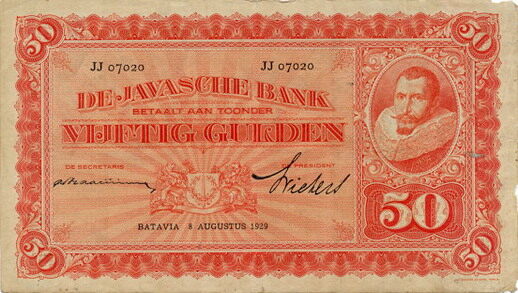 50 50
JJ 07020 JJ 07020
DE JAVASCHE BANK
BETAALT AAN TOONDER
VIJFTIG GULDEN
DE SECRETARIS DE PRESIDENT
BATAVIA 8 AUGUSTUS 1929
50
50 50